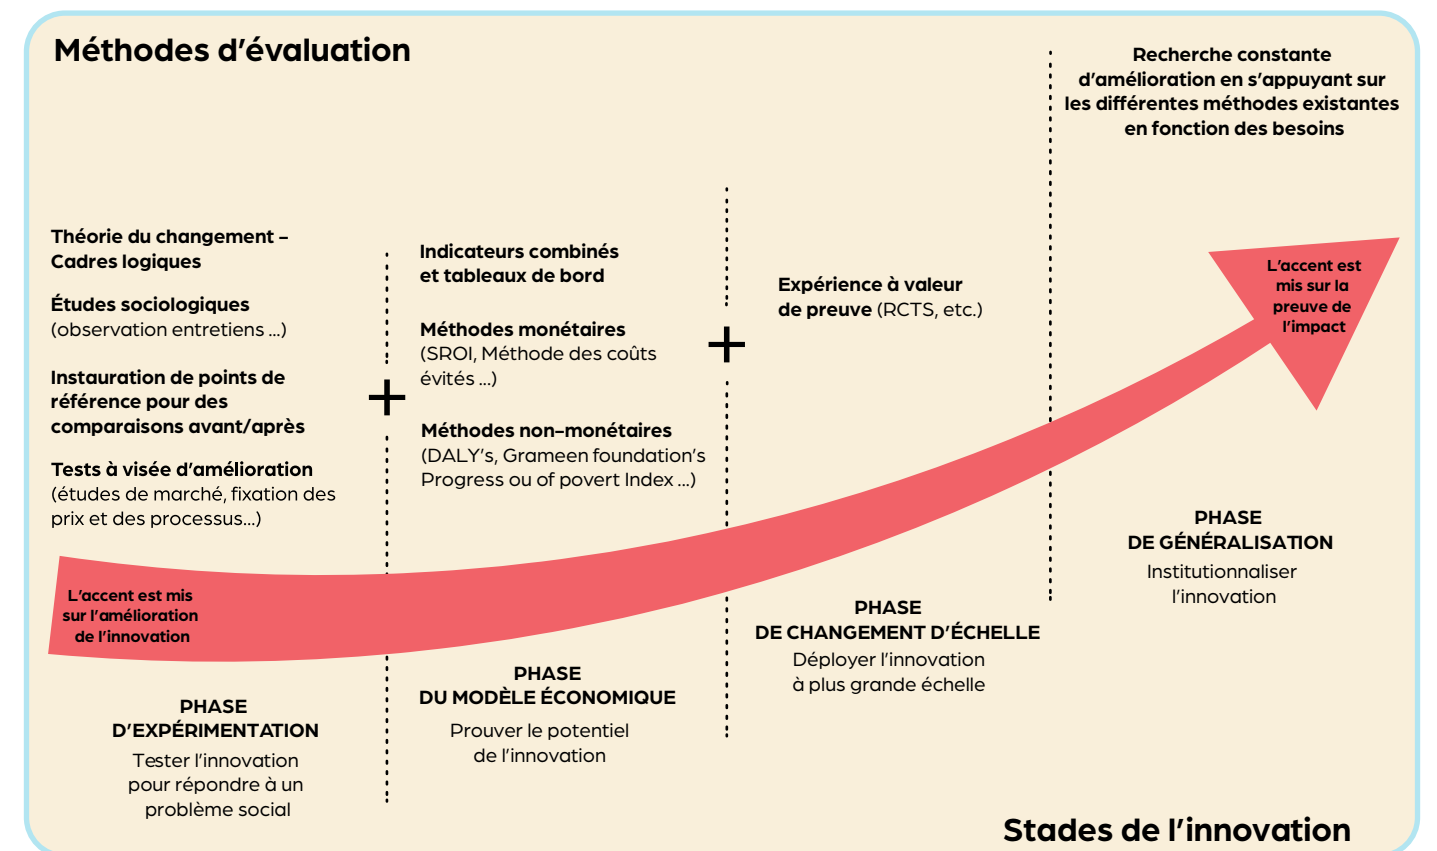 Méthodes d’évaluation
Théorie du changement –
Cadres logiques
Études sociologiques
(observation entretiens ...)
Instauration de points de
référence pour des
comparaisons avant/après
Tests à visée d’amélioration
(études de marché, fixation des
prix et des processus...)
+
Indicateurs combinés
et tableaux de bord
Méthodes monétaires
(SROI, Méthode des coûts
évités ...)
Méthodes non-monétaires
(DALY’s, Grameen foundation’s
Progress ou of povert Index ...)
+
Expérience à valeur
de preuve (RCTS, etc.)
Recherche constante
d’amélioration en s’appuyant sur
les différentes méthodes existantes
en fonction des besoins
L’accent est mis
sur l’amélioration
de l’innovation
L’accent est
mis sur la
preuve de
l’impact
PHASE
D’EXPÉRIMENTATION
Tester l’innovation
pour répondre à un
problème social
PHASE
DU MODÈLE ÉCONOMIQUE
Prouver le potentiel
de l’innovation
PHASE
DE CHANGEMENT D’ÉCHELLE
Déployer l’innovation
à plus grande échelle
PHASE
DE GÉNÉRALISATION
Institutionnaliser
l’innovation
Stades de l’innovation